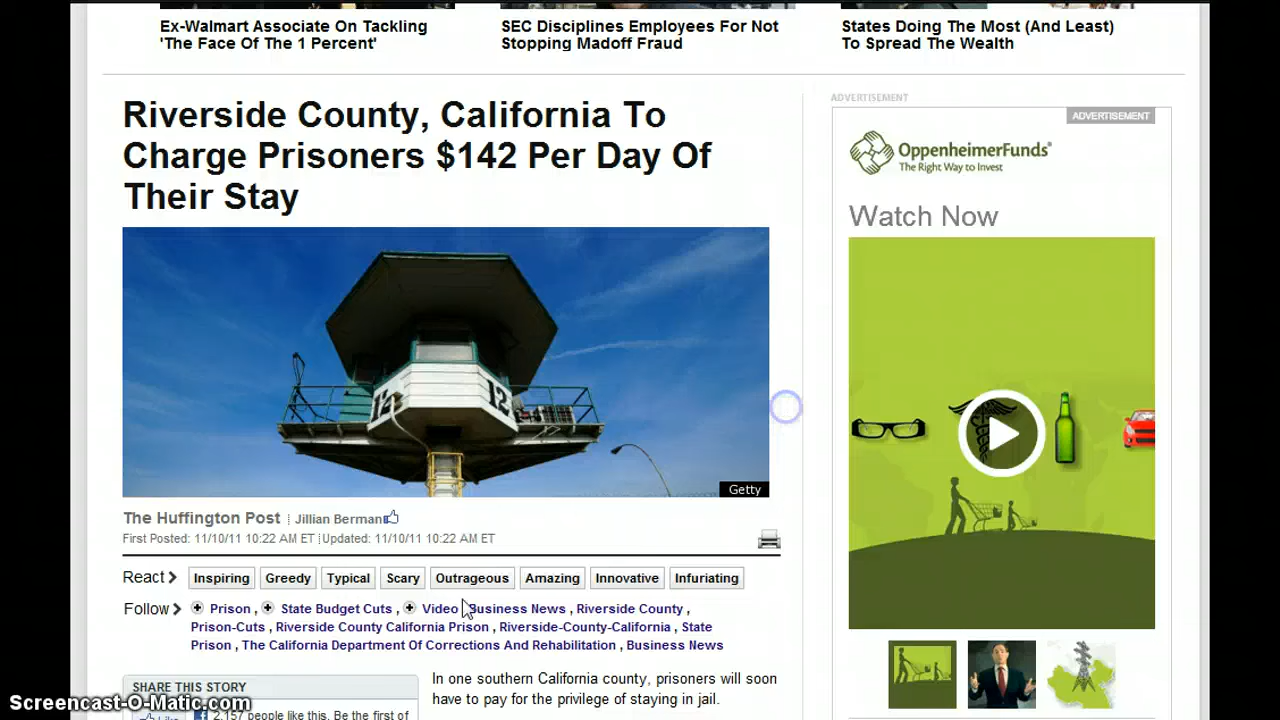 Ex-Walmart Associate On Tackling
'The Face Of The 1 Percent'
SEC Disciplines Employees For Not
Stopping Madoff Fraud
States Doing The Most (And Least)
To Spread The Wealth
Riverside County, California To
Charge Prisoners $142 Per Day Of
Their Stay
12
12
Getty
The Huffington Post | Jillian Berman
First Posted: 11/10/11 10:22 AM ET | Updated: 11/10/11 10:22 AM ET
React Inspiring Greedy Typical Scary Outrageous Amazing Innovative Infuriating
Follow Prison , State Budget Cuts , Video Business News , Riverside County ,
Prison-Cuts , Riverside County California Prison , Riverside-County-California , State
Prison , The California Department Of Corrections And Rehabilitation , Business News
SHARE THIS STORY
Like 2,157 people like this. Be the first of
In one southern California county, prisoners will soon
have to pay for the privilege of staying in jail.
ADVERTISEMENT
ADVERTISEMENT
OppenheimerFunds®
The Right Way to Invest
Watch Now
Screencast-O-Matic.com